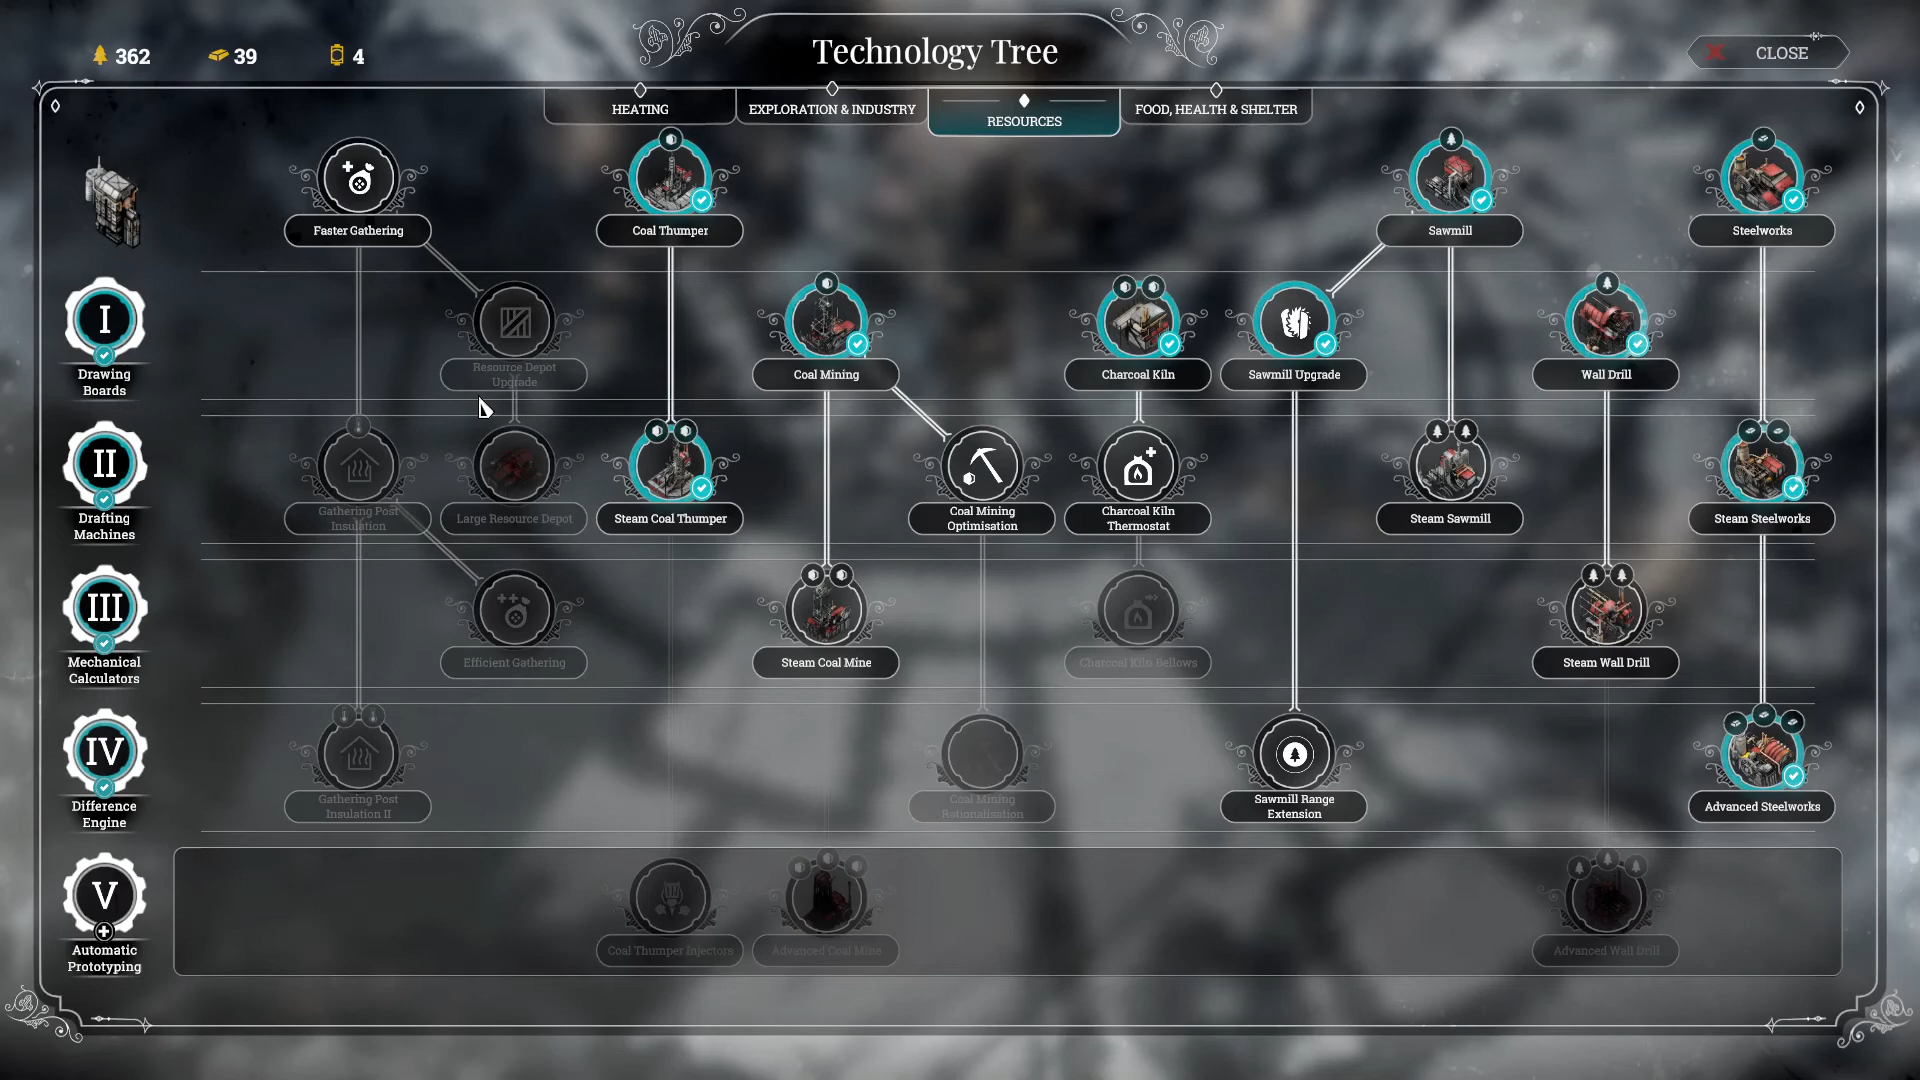 362 39 4
Technology Tree
CLOSE
HEATING
EXPLORATION & INDUSTRY
RESOURCES
FOOD, HEALTH & SHELTER
Faster Gathering
Coal Thumper
Sawmill
Steelworks
I
Drawing
Boards
Resource Depot
Upgrade
Coal Mining
Charcoal Kiln
Sawmill Upgrade
Wall Drill
II
Drafting
Machines
Gathering Post
Insulation
Large Resource Depot
Steam Coal Thumper
Coal Mining
Optimisation
Charcoal Kiln
Thermostat
Steam Sawmill
Steam Steelworks
III
Mechanical
Calculators
Efficient Gathering
Steam Coal Mine
Charcoal Kiln Bellows
Steam Wall Drill
IV
Difference
Engine
Gathering Post
Insulation II
Coal Mining
Rationalisation
Sawmill Range
Extension
Advanced Steelworks
V
Automatic
Prototyping
Coal Thumper Injectors
Advanced Coal Mine
Advanced Wall Drill